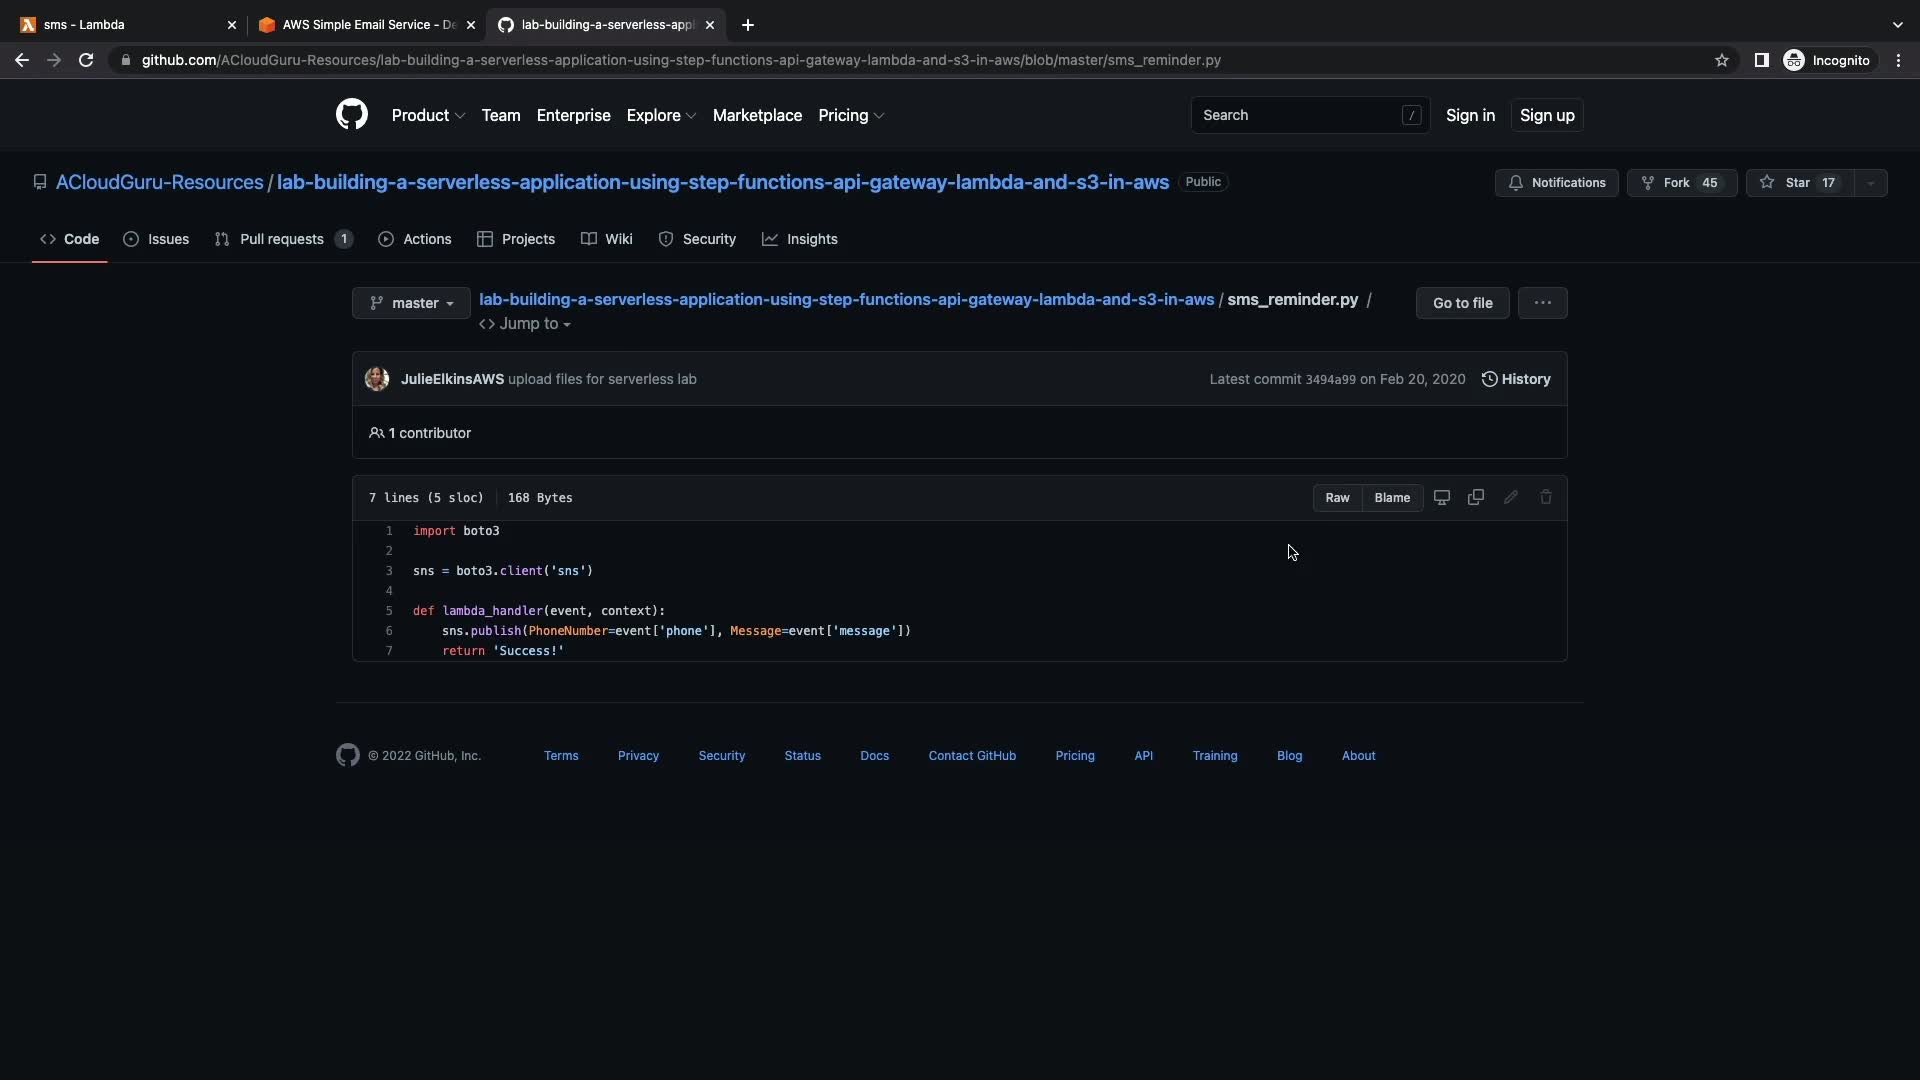 sms - Lambda
AWS Simple Email Service - De
lab-building-a-serverless-appl
github.com/ACloudGuru-Resources/lab-building-a-serverless-application-using-step-functions-api-gateway-lambda-and-s3-in-aws/blob/master/sms_reminder.py
Incognito
Product Team Enterprise Explore Marketplace Pricing
Search /
Sign in
Sign up
ACloudGuru-Resources / lab-building-a-serverless-application-using-step-functions-api-gateway-lambda-and-s3-in-aws Public
Notifications
Fork 45
Star 17
Code
Issues
Pull requests 1
Actions
Projects
Wiki
Security
Insights
master
lab-building-a-serverless-application-using-step-functions-api-gateway-lambda-and-s3-in-aws / sms_reminder.py /
<> Jump to
Go to file
...
JulieElkinsAWS upload files for serverless lab
Latest commit 3494a99 on Feb 20, 2020
History
1 contributor
7 lines (5 sloc) 168 Bytes
Raw Blame
1 import boto3
2
3 sns = boto3.client('sns')
4
5 def lambda_handler(event, context):
6     sns.publish(PhoneNumber=event['phone'], Message=event['message'])
7     return 'Success!'
© 2022 GitHub, Inc.
Terms
Privacy
Security
Status
Docs
Contact GitHub
Pricing
API
Training
Blog
About